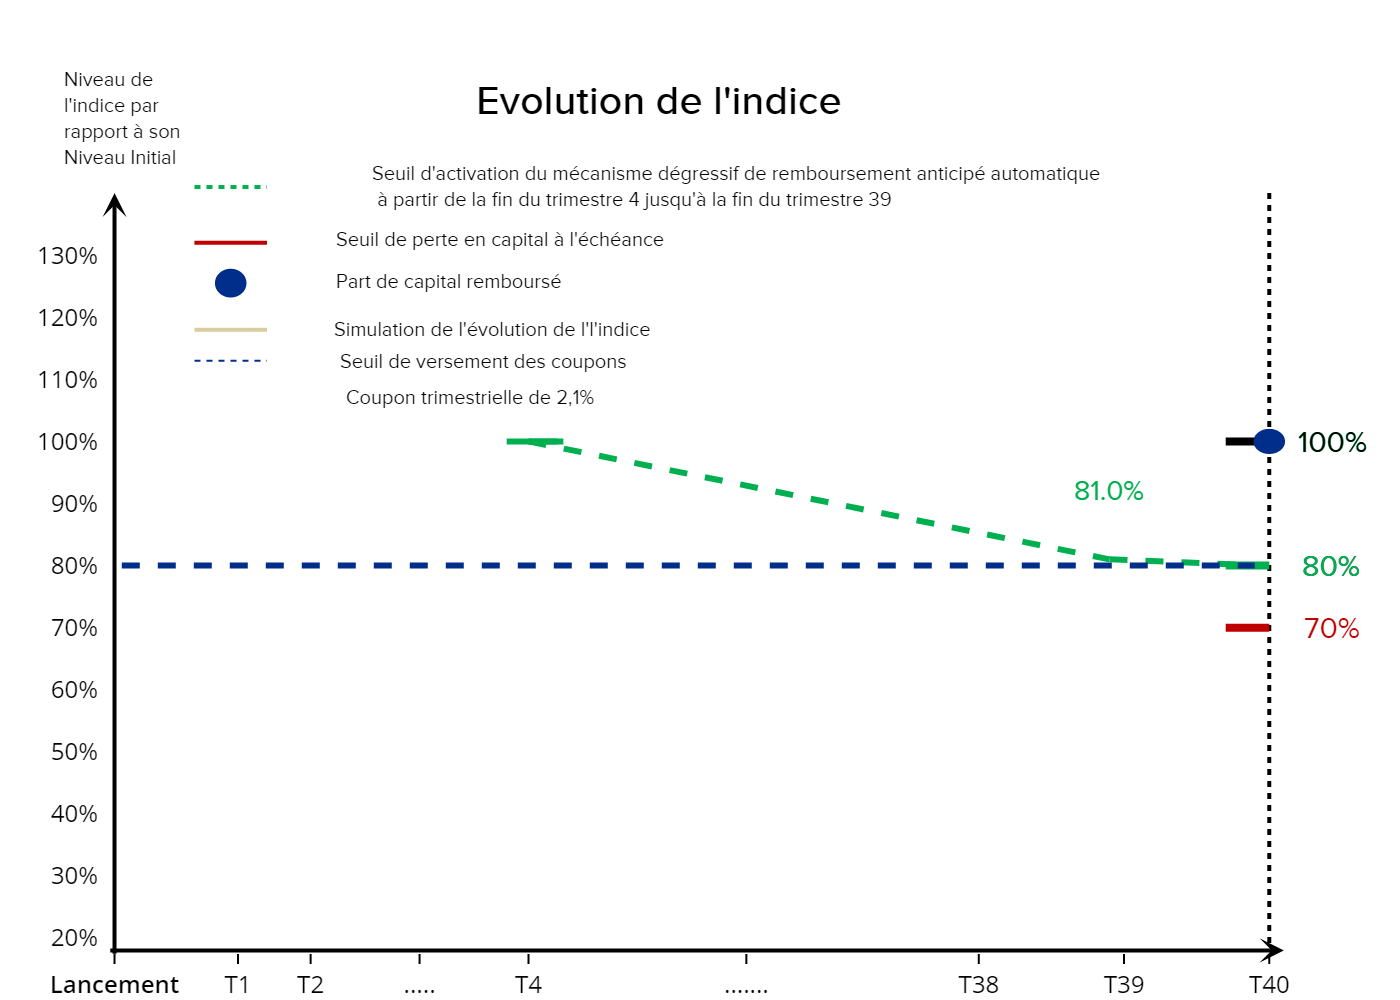 Niveau de
l'indice par
rapport à son
Niveau Initial
Evolution de l'indice
Seuil d'activation du mécanisme dégressif de remboursement anticipé automatique
à partir de la fin du trimestre 4 jusqu'à la fin du trimestre 39
Seuil de perte en capital à l'échéance
Part de capital remboursé
Simulation de l'évolution de l'l'indice
Seuil de versement des coupons
Coupon trimestrielle de 2,1%
130%
120%
110%
100%
90%
80%
70%
60%
50%
40%
30%
20%
81.0%
100%
80%
70%
Lancement T1 T2 ..... T4 ....... T38 T39 T40